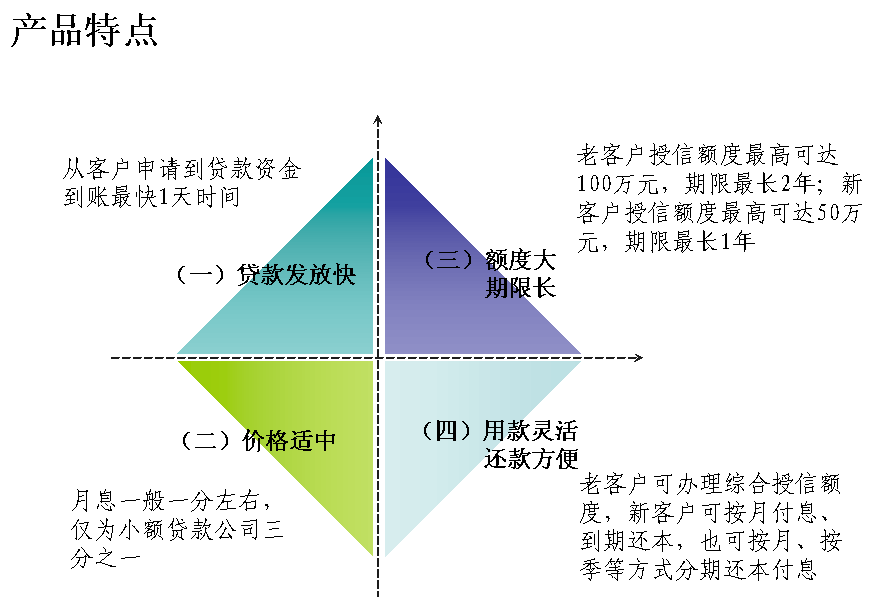 产品特点
从客户申请到贷款资金
到账最快1天时间
（一）贷款发放快
老客户授信额度最高可达
100万元，期限最长2年；新
客户授信额度最高可达50万
元，期限最长1年
（三）额度大
期限长
（二）价格适中
月息一般一分左右，
仅为小额贷款公司三
分之一
（四）用款灵活
还款方便
老客户可办理综合授信额
度，新客户可按月付息、
到期还本，也可按月、按
季等方式分期还本付息